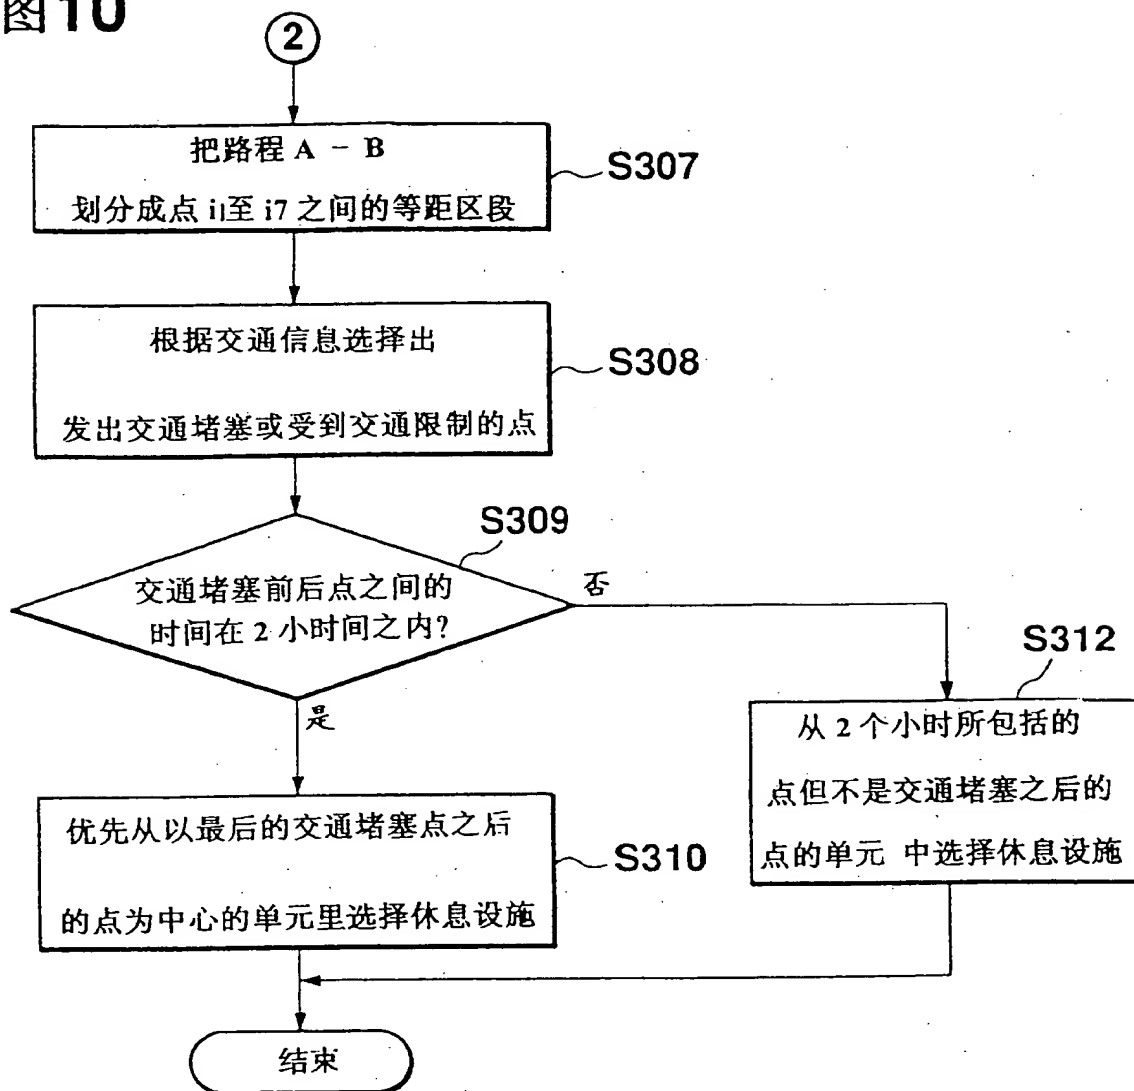 图10
2
把路程 A - B
划分成点 i1至 i7 之间的等距区段
S307
根据交通信息选择出
发出交通堵塞或受到交通限制的点
S308
S309
交通堵塞前后点之间的
时间在 2 小时间之内?
否
是
S312
从 2 个小时所包括的
点但不是交通堵塞之后的
点的单元 中选择休息设施
优先从以最后的交通堵塞点之后
的点为中心的单元里选择休息设施
S310
结束